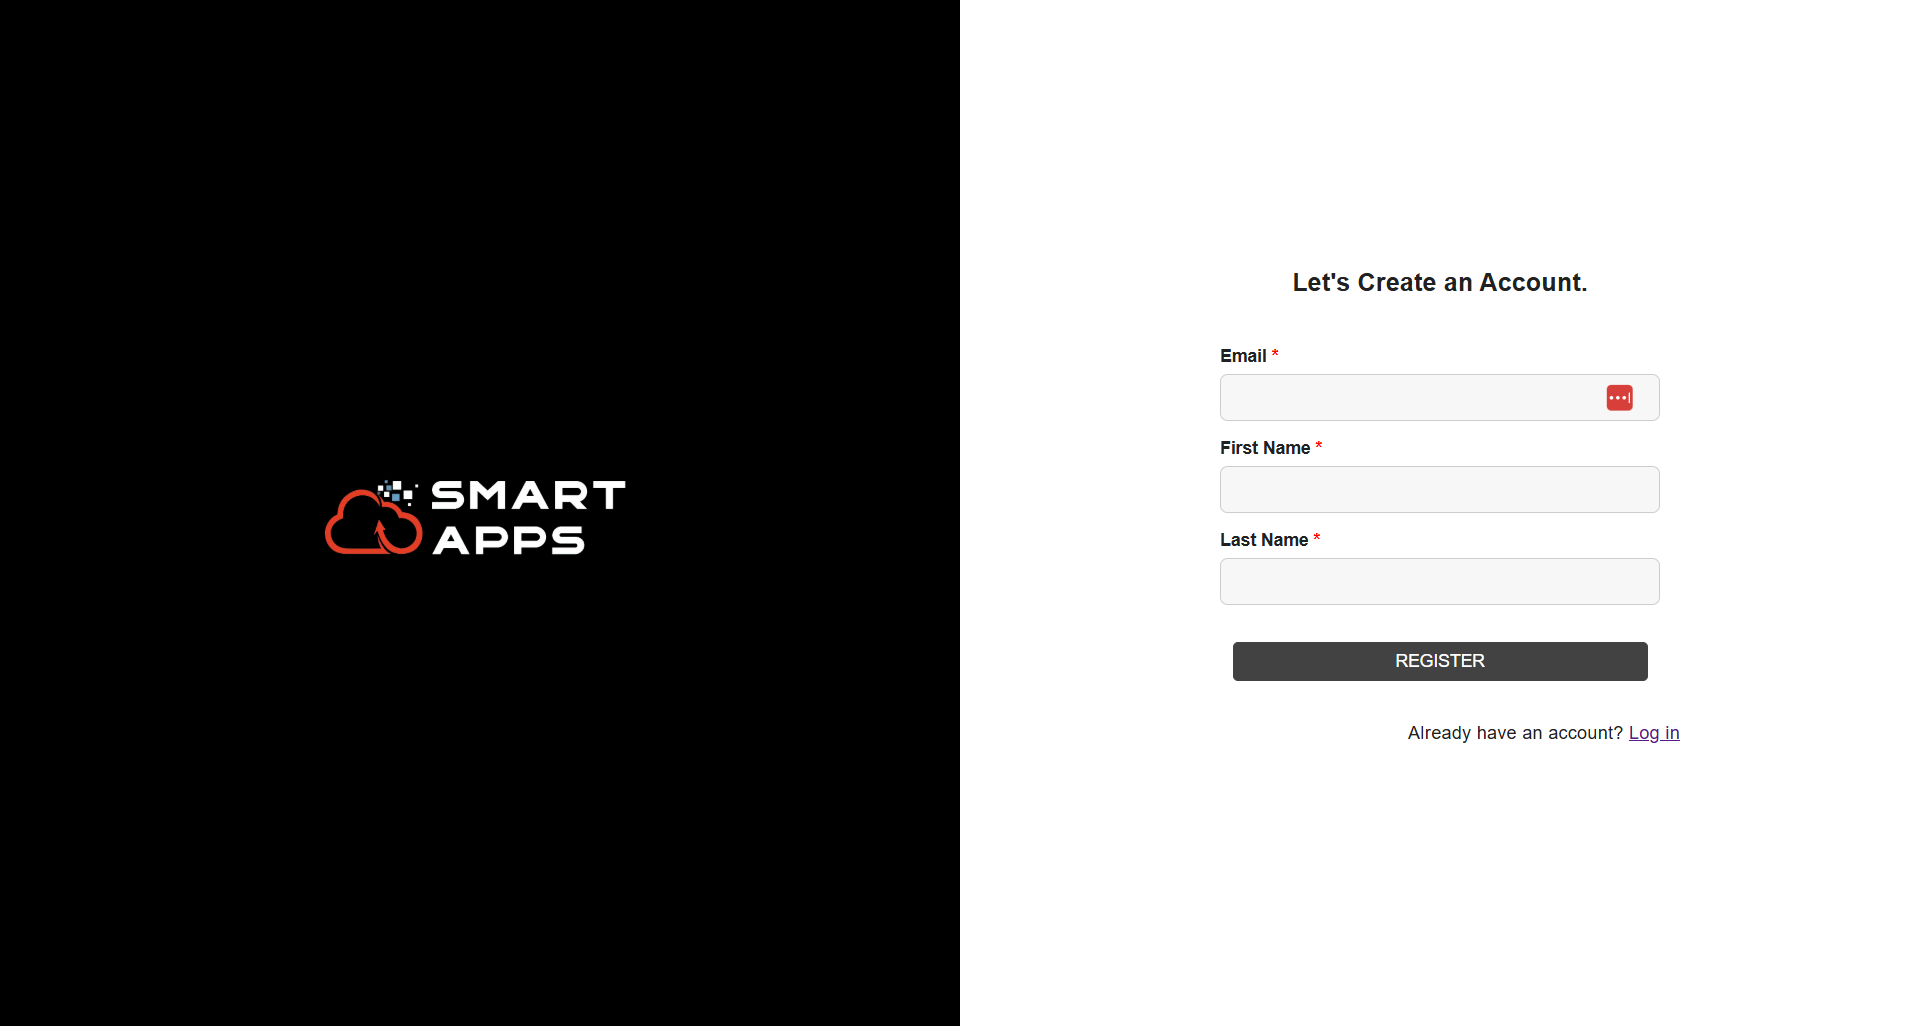 SMART
APPS
Let's Create an Account.
Email *
First Name *
Last Name *
REGISTER
Already have an account? Log in